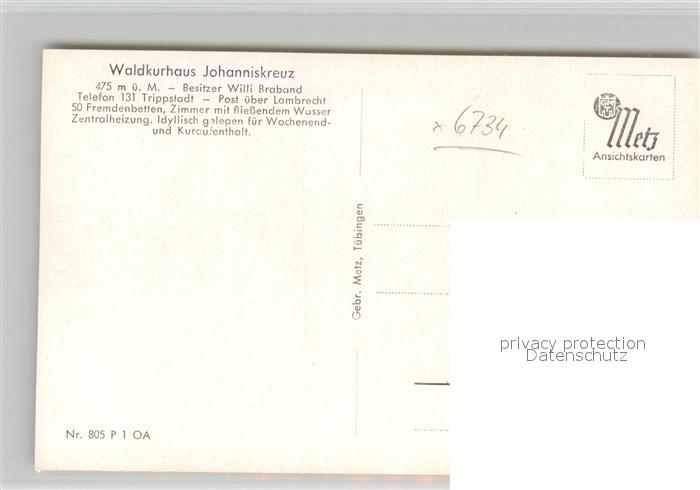 Waldkurhaus Johanniskreuz
475 m ü. M. – Besitzer Willi Braband
Telefon 131 Trippstadt – Post über Lambrecht
50 Fremdenbetten, Zimmer mit fließendem Wasser
Zentralheizung. Idyllisch gelegen für Wochenend-
und Kuraufenthalt.
x 6734
GM
Metz
Ansichtskarten
Gebr. Metz, Tübingen
privacy protection
Datenschutz
Nr. 805 P 1 OA